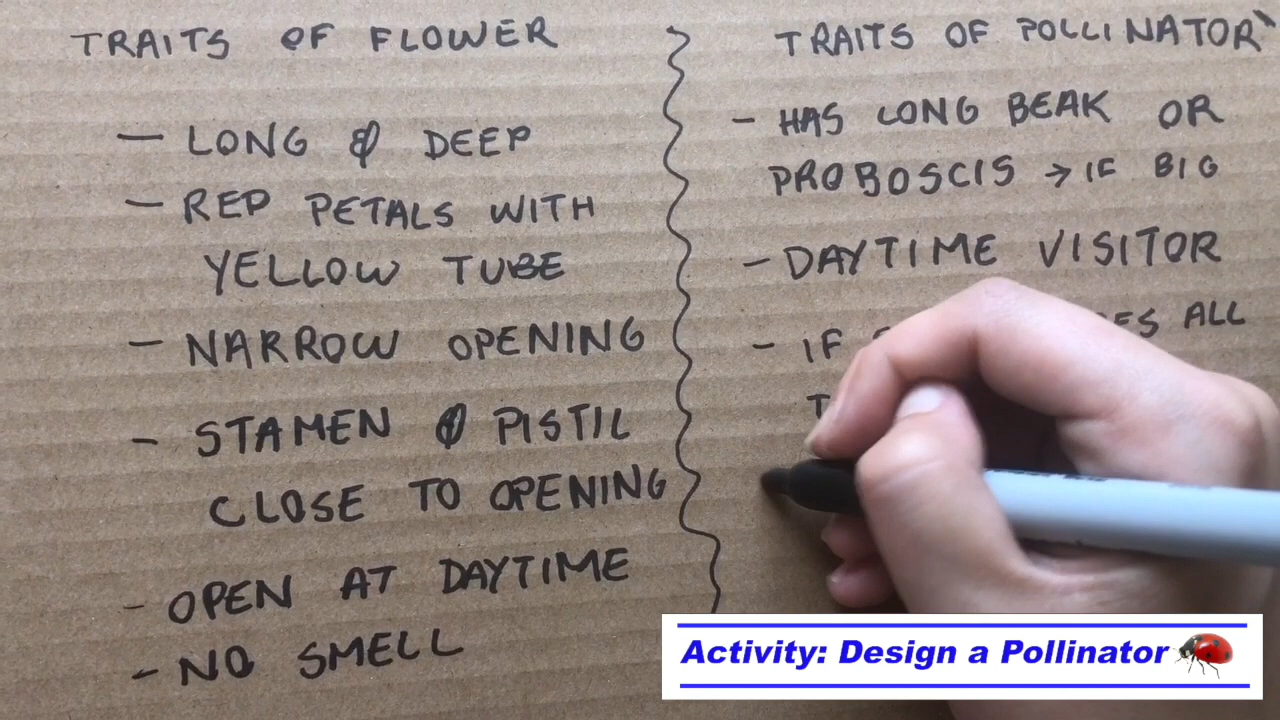 TRAITS OF FLOWER
— LONG & DEEP
— RED PETALS WITH
YELLOW TUBE
— NARROW OPENING
- STAMEN & PISTIL
CLOSE TO OPENING
- OPEN AT DAYTIME
- NO SMELL
TRAITS OF POLLINATOR
- HAS LONG BEAK OR
PROBOSCIS → IF BIG
- DAYTIME VISITOR
- IF ALL
Activity: Design a Pollinator